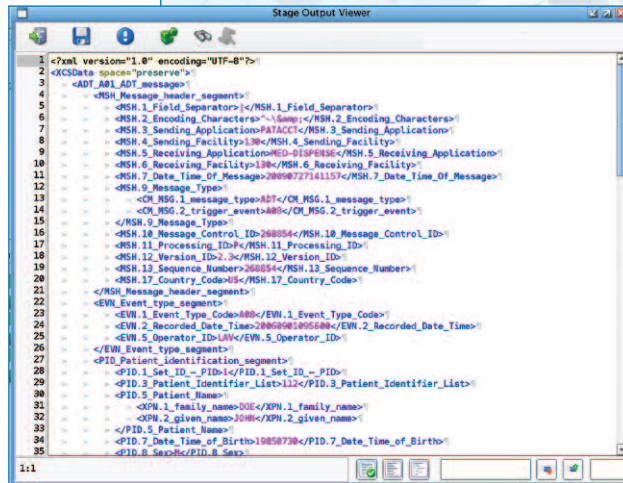 Stage Output Viewer
1 <?xml version="1.0" encoding="UTF-8"?>
2 <XCSData space="preserve">
3 <ADT_A01_ADT_message>
4 <MSH_Message_header_segment>
5 <MSH.1_Field_Separator>|</MSH.1_Field_Separator>
6 <MSH.2_Encoding_Characters>^~\&amp;</MSH.2_Encoding_Characters>
7 <MSH.3_Sending_Application>PATACCT</MSH.3_Sending_Application>
8 <MSH.4_Sending_Facility>130</MSH.4_Sending_Facility>
9 <MSH.5_Receiving_Application>MED-DISPENSE</MSH.5_Receiving_Application>
10 <MSH.6_Receiving_Facility>130</MSH.6_Receiving_Facility>
11 <MSH.7_Date_Time_Of_Message>20090727141157</MSH.7_Date_Time_Of_Message>
12 <MSH.9_Message_Type>
13 <CM_MSG.1_message_type>ADT</CM_MSG.1_message_type>
14 <CM_MSG.2_trigger_event>A08</CM_MSG.2_trigger_event>
15 </MSH.9_Message_Type>
16 <MSH.10_Message_Control_ID>268854</MSH.10_Message_Control_ID>
17 <MSH.11_Processing_ID>P</MSH.11_Processing_ID>
18 <MSH.12_Version_ID>2.3</MSH.12_Version_ID>
19 <MSH.13_Sequence_Number>268854</MSH.13_Sequence_Number>
20 <MSH.17_Country_Code>US</MSH.17_Country_Code>
21 </MSH_Message_header_segment>
22 <EVN_Event_type_segment>
23 <EVN.1_Event_Type_Code>A08</EVN.1_Event_Type_Code>
24 <EVN.2_Recorded_Date_Time>20060901095600</EVN.2_Recorded_Date_Time>
25 <EVN.5_Operator_ID>LAV</EVN.5_Operator_ID>
26 </EVN_Event_type_segment>
27 <PID_Patient_identification_segment>
28 <PID.1_Set_ID_-_PID>1</PID.1_Set_ID_-_PID>
29 <PID.3_Patient_Identifier_List>112</PID.3_Patient_Identifier_List>
30 <PID.5_Patient_Name>
31 <XPN.1_family_name>DOE</XPN.1_family_name>
32 <XPN.2_given_name>JOHN</XPN.2_given_name>
33 </PID.5_Patient_Name>
34 <PID.7_Date_Time_of_Birth>19850730</PID.7_Date_Time_of_Birth>
35 <PID.8_Sex>M</PID.8_Sex>
1:1